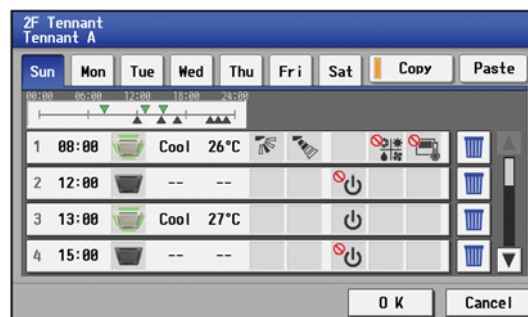 2F Tennant
Tennant A
Sun Mon Tue Wed Thu Fri Sat Copy Paste
00:00 06:00 12:00 18:00 24:00
1 08:00 Cool 26°C
2 12:00 -- --
3 13:00 Cool 27°C
4 15:00 -- --
OK Cancel